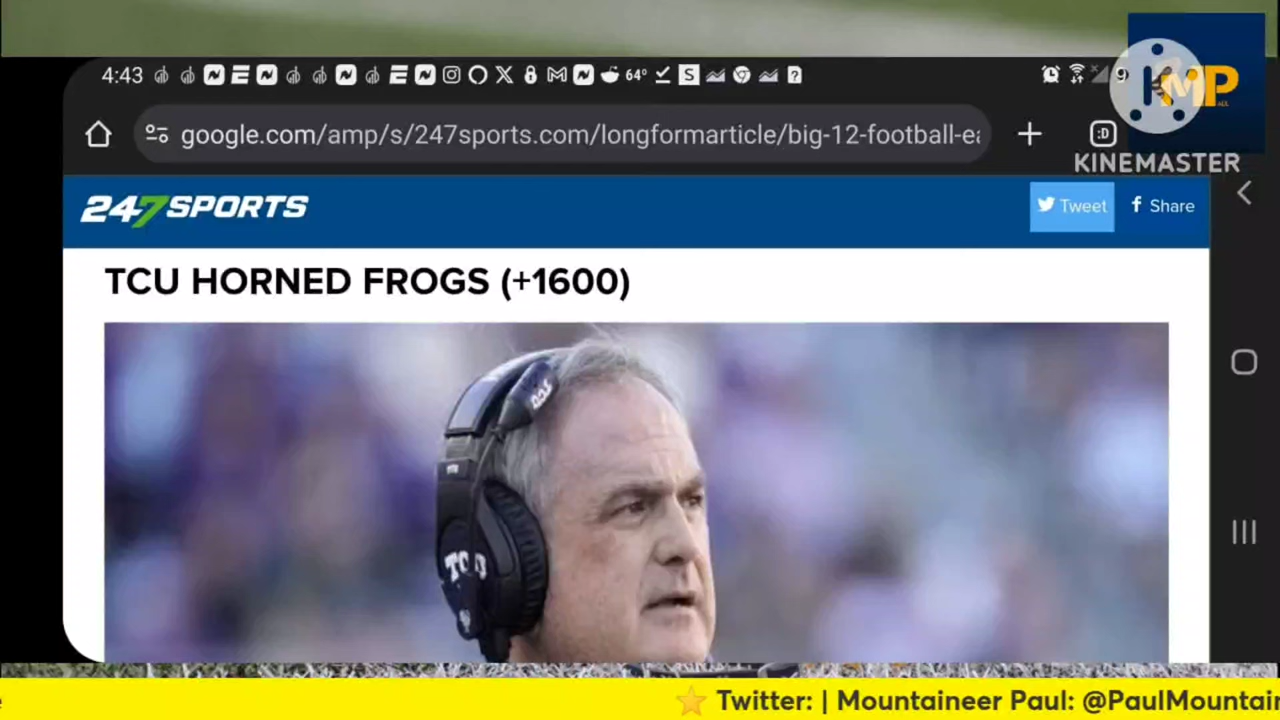 4:43
64°
google.com/amp/s/247sports.com/longformarticle/big-12-football-ea
KINEMASTER
247SPORTS
Tweet
Share
TCU HORNED FROGS (+1600)
TCU
Twitter: | Mountaineer Paul: @PaulMountain